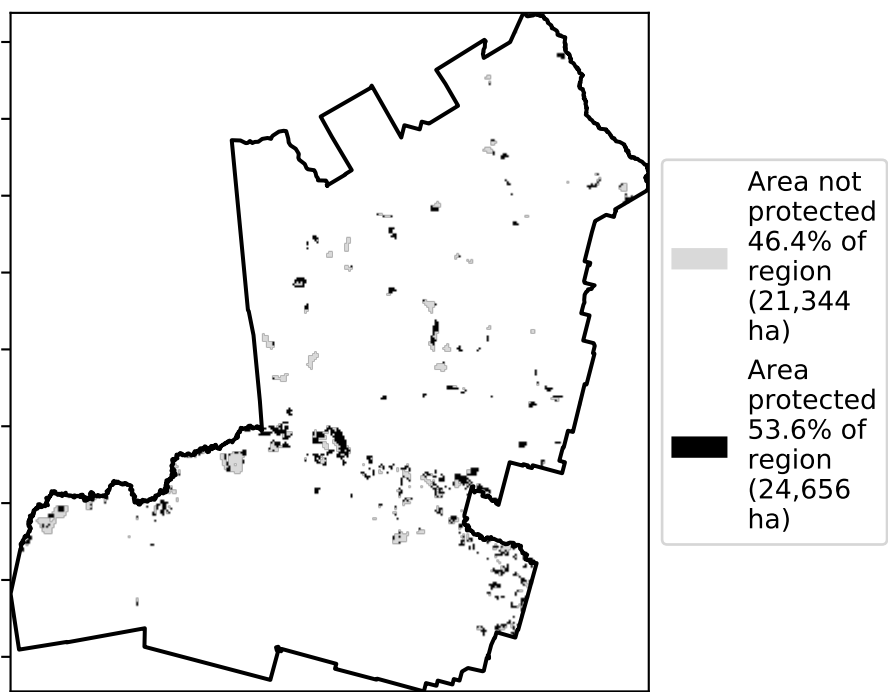 Area not
protected
46.4% of
region
(21,344
ha)
Area
protected
53.6% of
region
(24,656
ha)